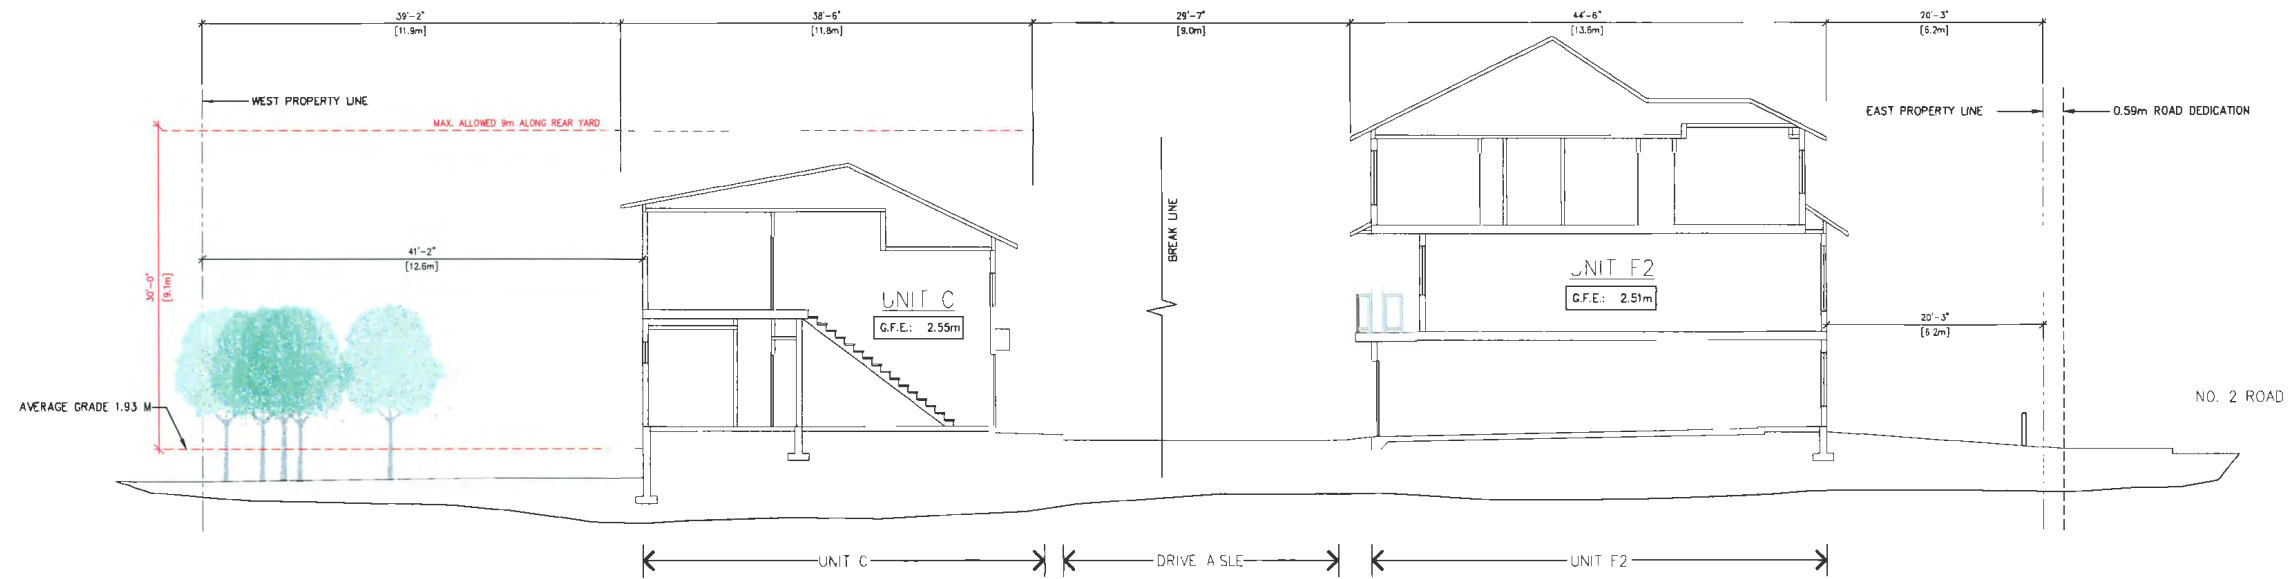 39'-2"
[11.9m]
38'-6"
[11.8m]
29'-7"
[9.0m]
44'-6"
[13.6m]
20'-3"
[6.2m]
WEST PROPERTY LINE
MAX. ALLOWED 9m ALONG REAR YARD
EAST PROPERTY LINE
0.59m ROAD DEDICATION
BREAK LINE
41'-2"
[12.6m]
30'-0"
[9.1m]
UNIT C
G.F.E.: 2.55m
UNIT F2
G.F.E.: 2.51m
20'-3"
[6.2m]
AVERAGE GRADE 1.93 M
NO. 2 ROAD
UNIT C
DRIVE AISLE
UNIT F2